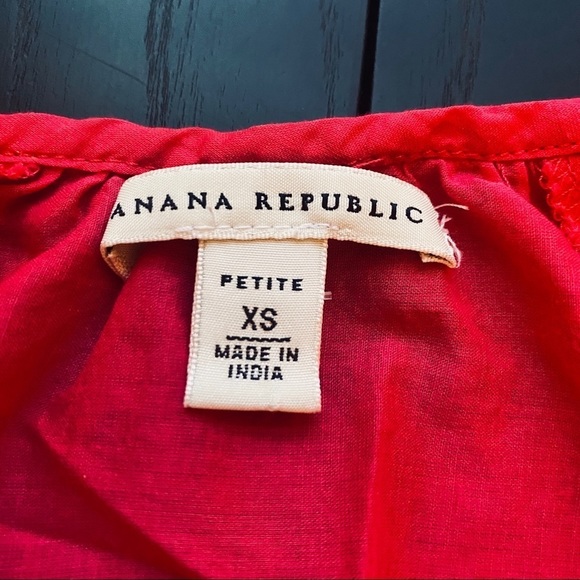 ANANA REPUBLIC
PETITE
XS
MADE IN
INDIA